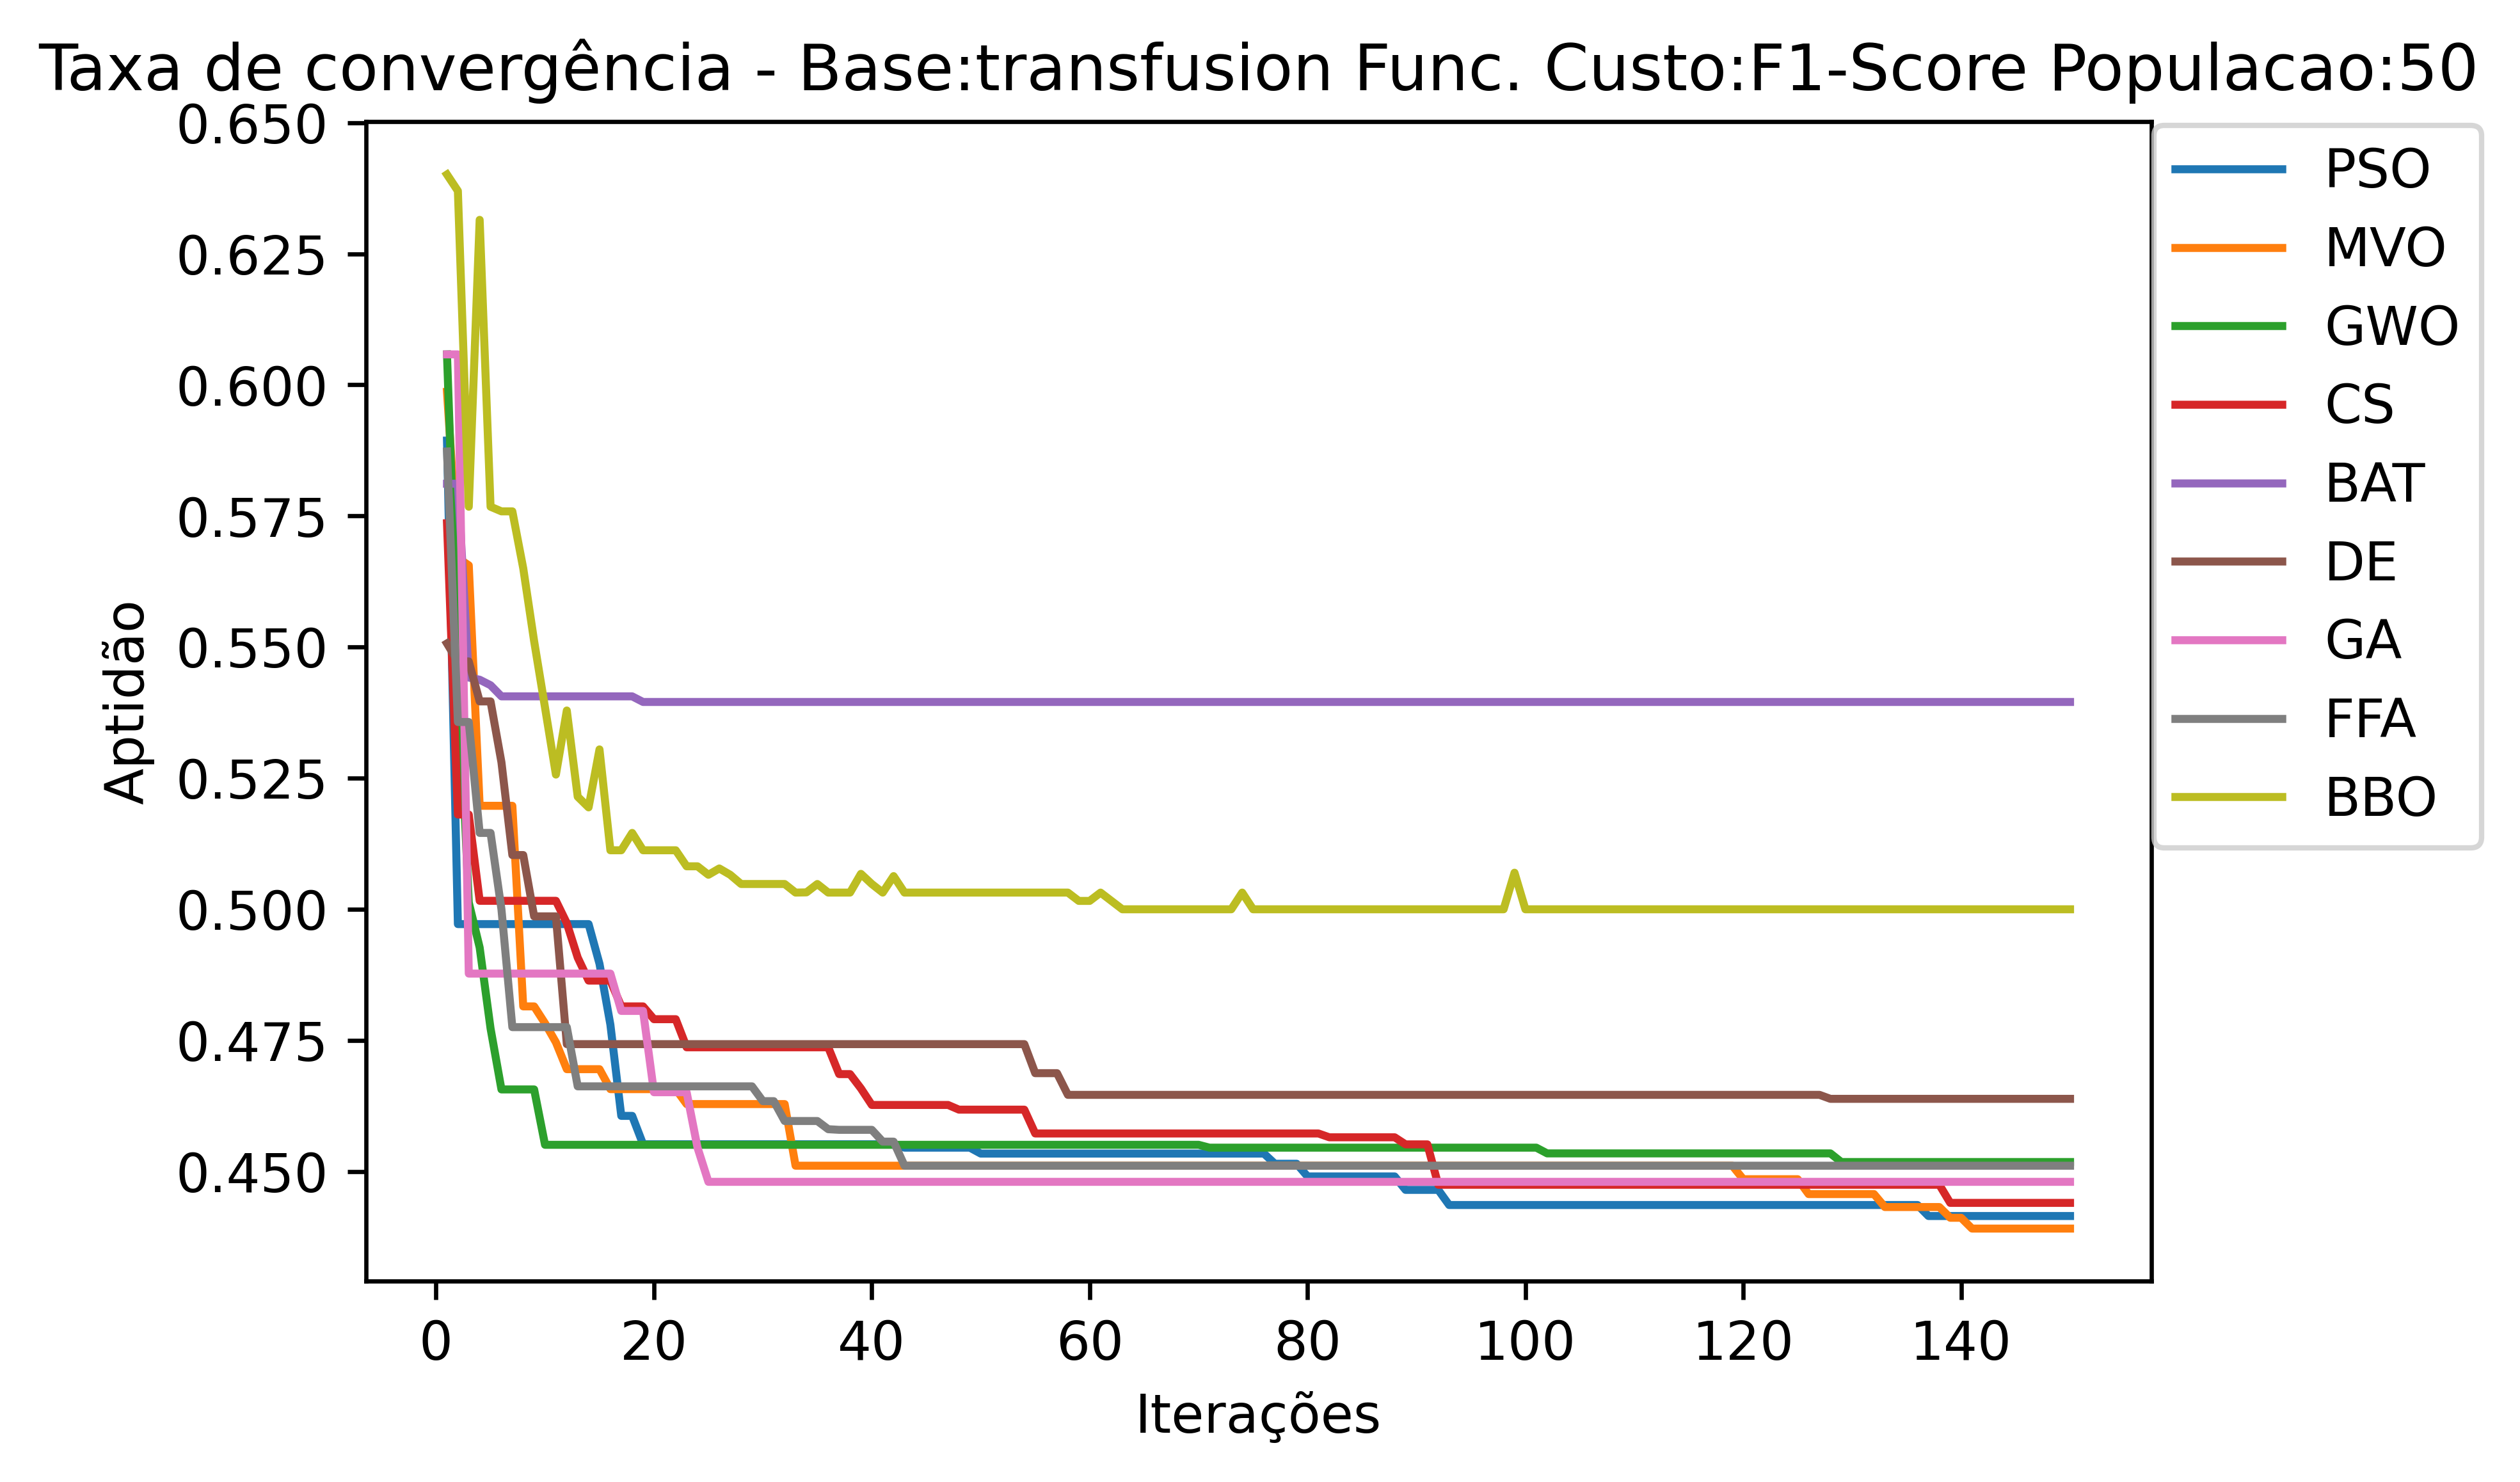 Taxa de convergência - Base:transfusion Func. Custo:F1-Score Populacao:50
0.650
0.625
0.600
0.575
0.550
0.525
0.500
0.475
0.450
Aptidão
0 20 40 60 80 100 120 140
Iterações
PSO
MVO
GWO
CS
BAT
DE
GA
FFA
BBO